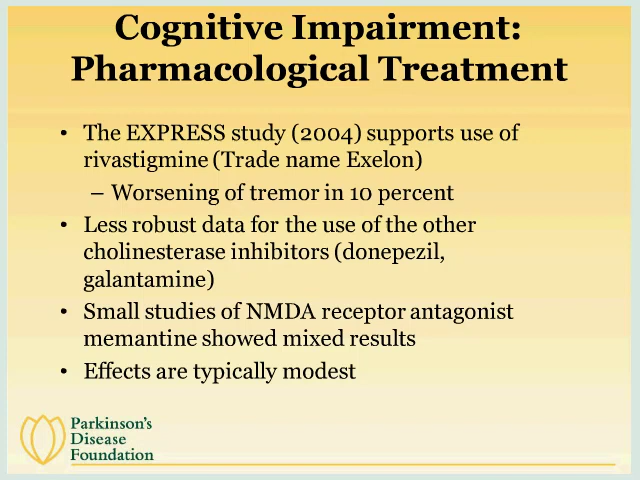 Cognitive Impairment:
Pharmacological Treatment
• The EXPRESS study (2004) supports use of
rivastigmine (Trade name Exelon)
– Worsening of tremor in 10 percent
• Less robust data for the use of the other
cholinesterase inhibitors (donepezil,
galantamine)
• Small studies of NMDA receptor antagonist
memantine showed mixed results
• Effects are typically modest
Parkinson's
Disease
Foundation